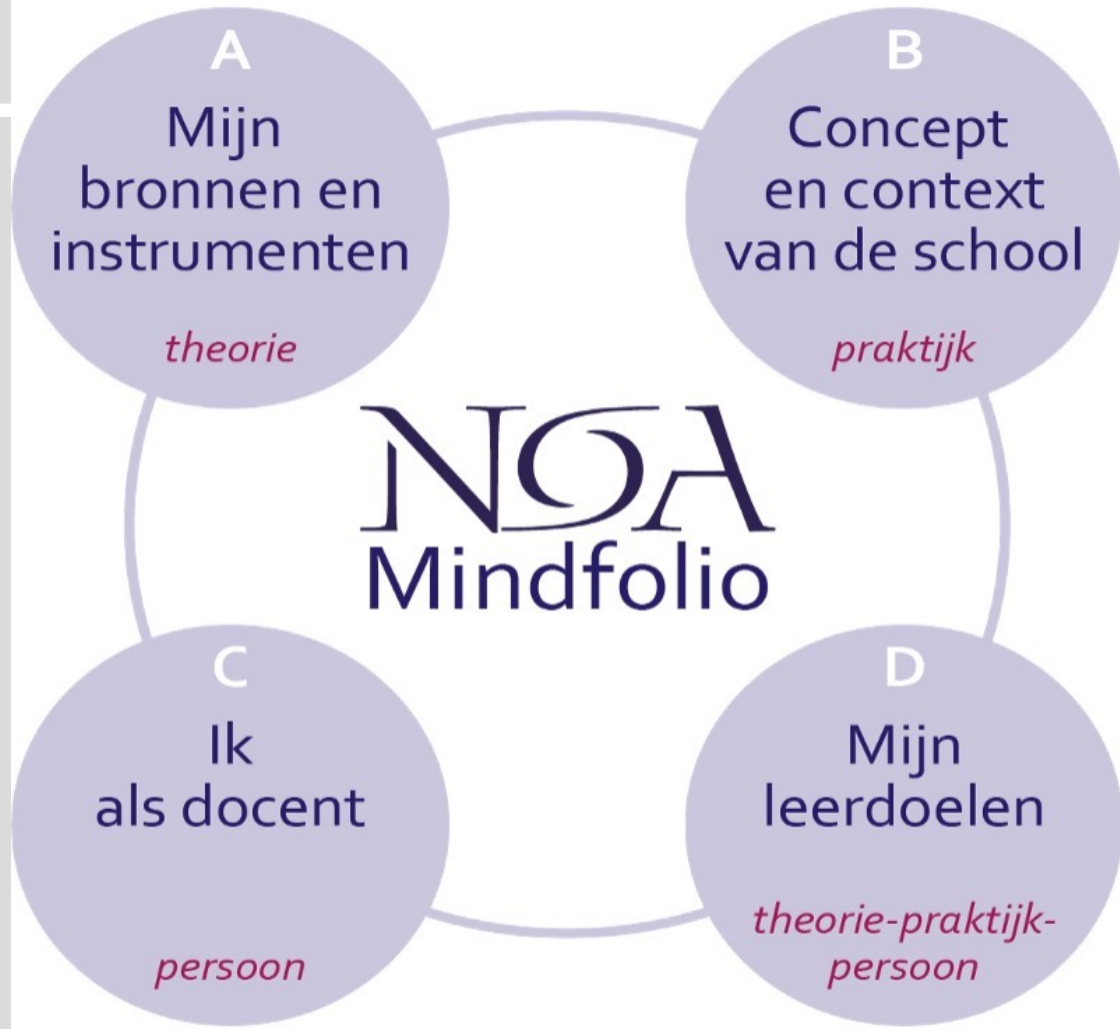 A
Mijn
bronnen en
instrumenten
theorie
B
Concept
en context
van de school
praktijk
NOA
Mindfolio
C
Ik
als docent
persoon
D
Mijn
leerdoelen
theorie-praktijk-
persoon